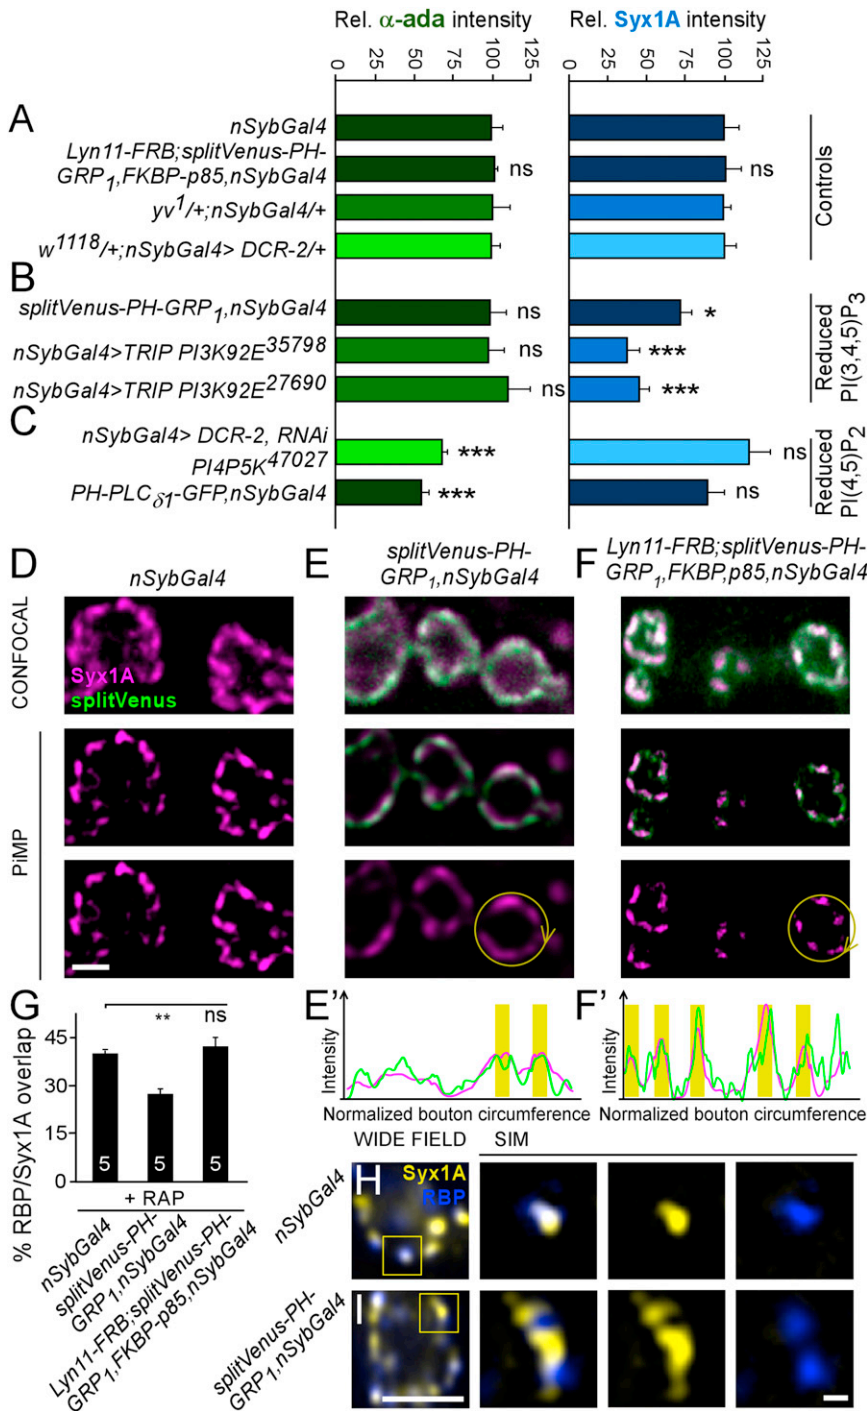 Rel. α-ada intensity
Rel. Syx1A intensity
0 25 50 75 100 125
0 25 50 75 100 125
A
nSybGal4
Lyn11-FRB;splitVenus-PH-
GRP1,FKBP-p85,nSybGal4
ns
ns
yv1/+;nSybGal4/+
w1118/+;nSybGal4> DCR-2/+
Controls
B
splitVenus-PH-GRP1,nSybGal4
ns
*
nSybGal4>TRIP PI3K92E35798
ns
***
nSybGal4>TRIP PI3K92E27690
ns
***
Reduced
PI(3,4,5)P3
C
nSybGal4> DCR-2, RNAi
PI4P5K47027
***
ns
PH-PLCδ1-GFP,nSybGal4
***
ns
Reduced
PI(4,5)P2
D
nSybGal4
E
splitVenus-PH-
GRP1,nSybGal4
F
Lyn11-FRB;splitVenus-PH-
GRP1,FKBP,p85,nSybGal4
CONFOCAL
Syx1A
splitVenus
PiMP
G
% RBP/Syx1A overlap
45
30
15
0
**
ns
5
5
5
+ RAP
nSybGal4
splitVenus-PH-
GRP1,nSybGal4
Lyn11-FRB;splitVenus-PH-
GRP1,FKBP-p85,nSybGal4
E'
Intensity
Normalized bouton circumference
F'
Intensity
Normalized bouton circumference
WIDE FIELD
SIM
H
Syx1A
RBP
nSybGal4
I
splitVenus-PH-
GRP1,nSybGal4